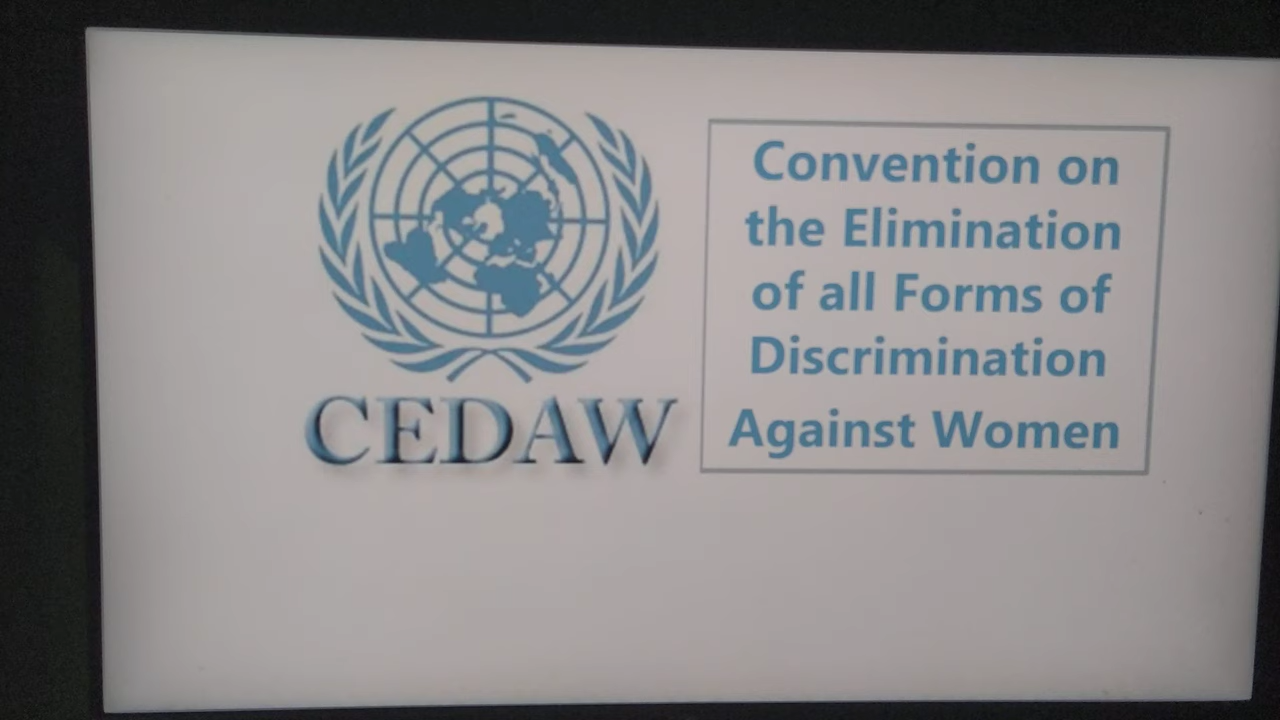 CEDAW
Convention on
the Elimination
of all Forms of
Discrimination
Against Women